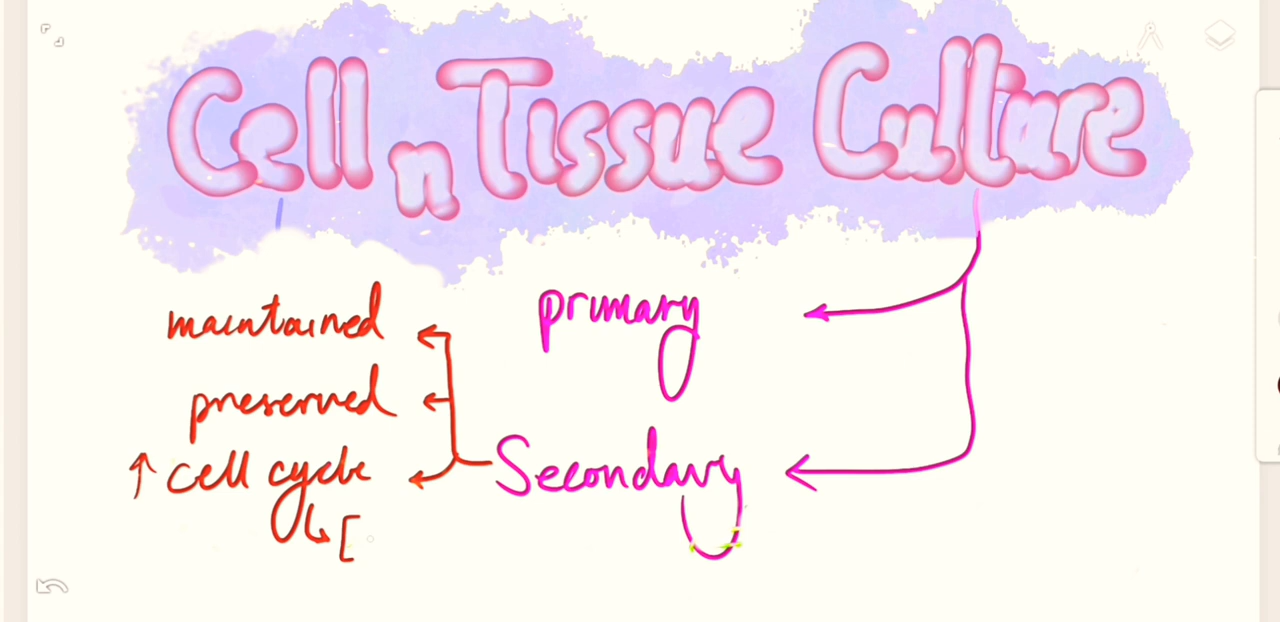 Cell n Tissue Culture
primary
maintained
preserved
Secondary
↑ cell cycle
↳ [